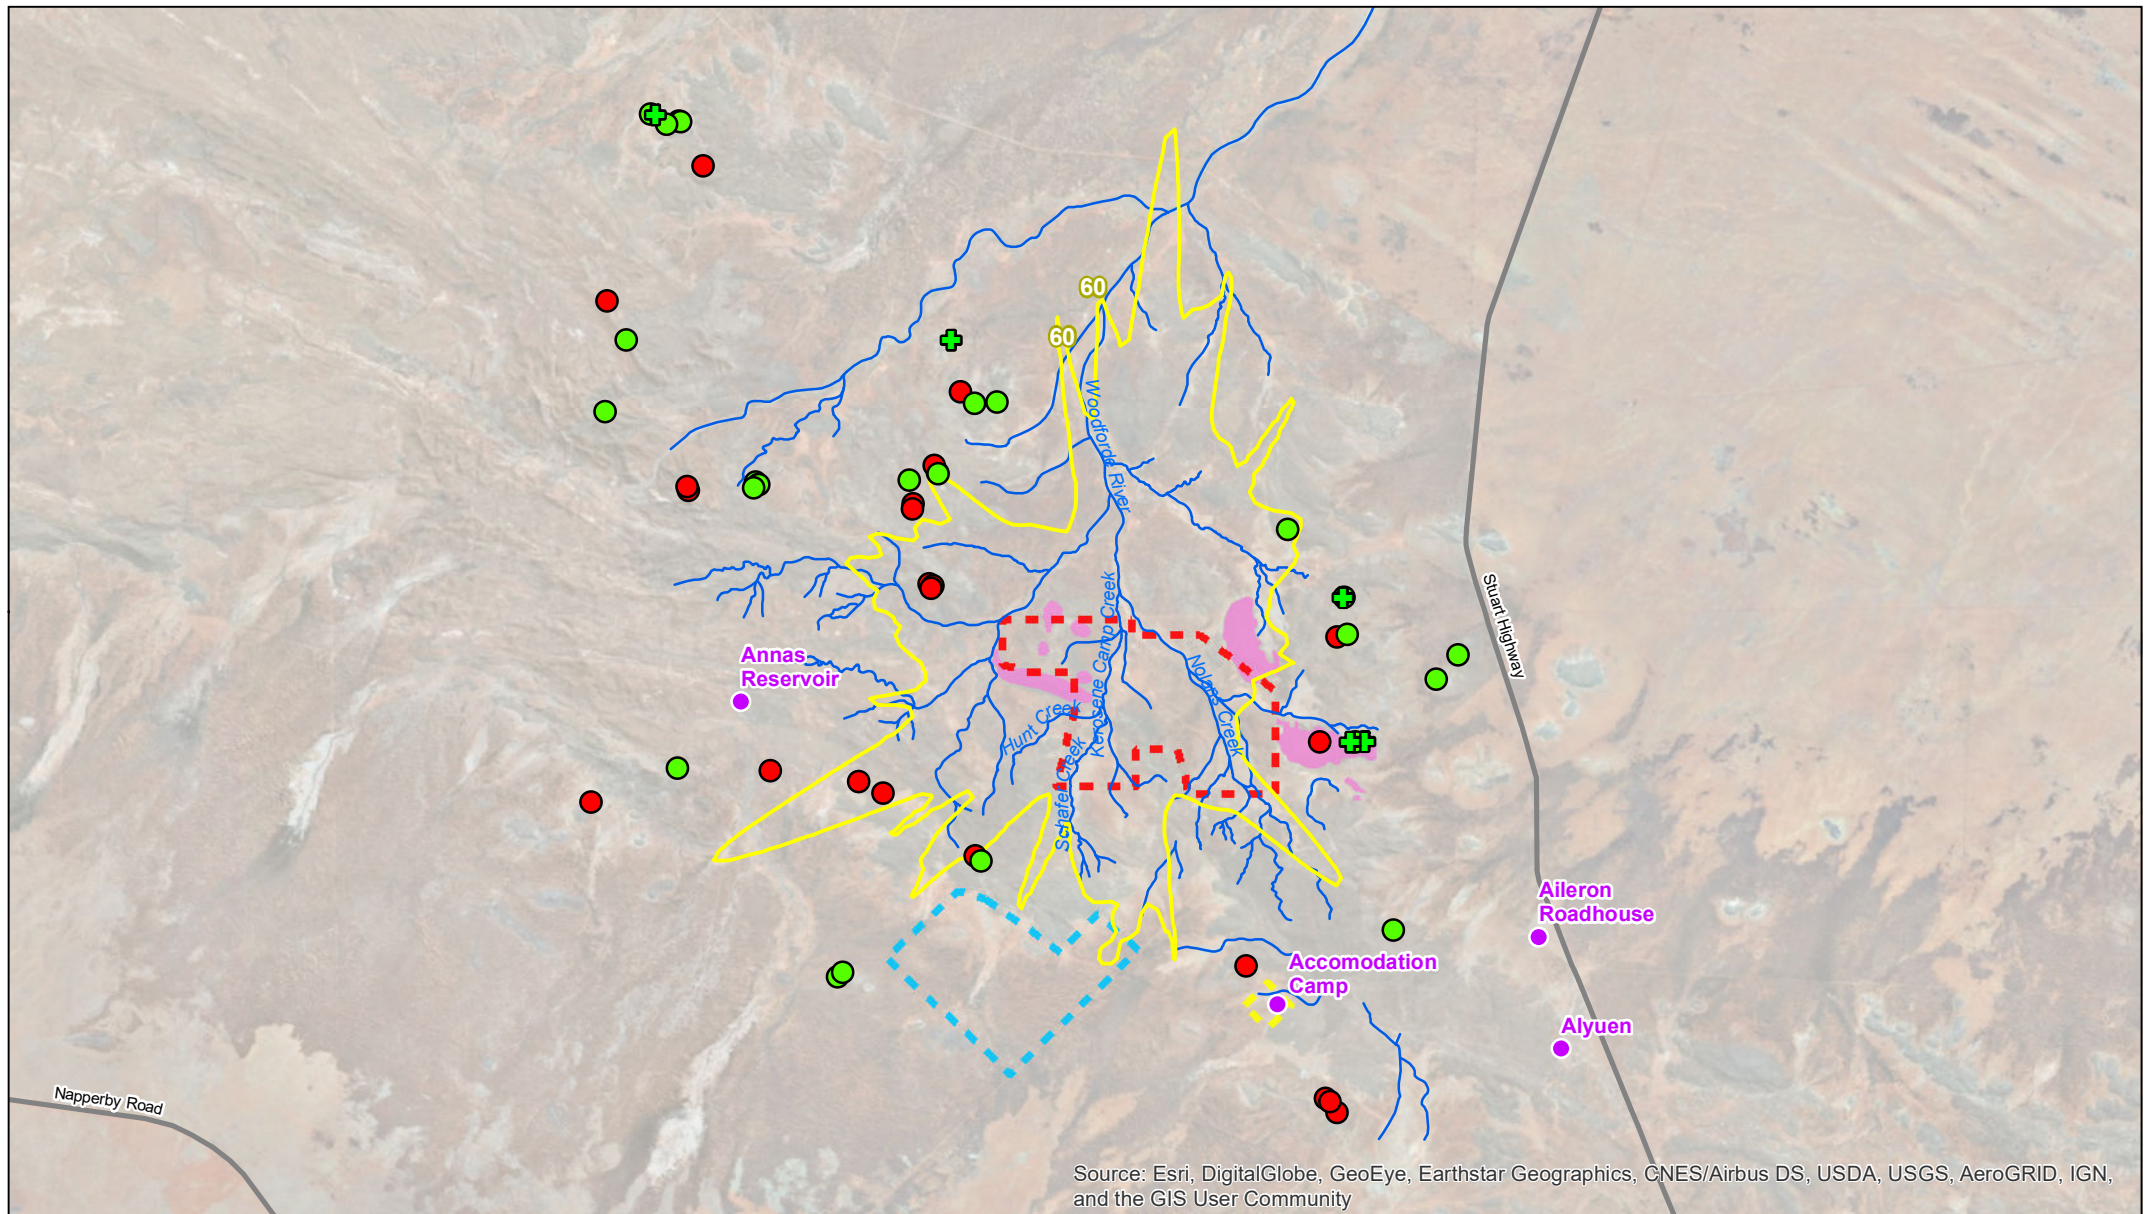 60
60
Woodforde River
Stuart Highway
Kerosene Camp Creek
Annas
Reservoir
Nolans Creek
Hunt Creek
Schafer Creek
Aileron
Roadhouse
Accomodation
Camp
Alyuen
Napperby Road
Source: Esri, DigitalGlobe, GeoEye, Earthstar Geographics, CNES/Airbus DS, USDA, USGS, AeroGRID, IGN,
and the GIS User Community